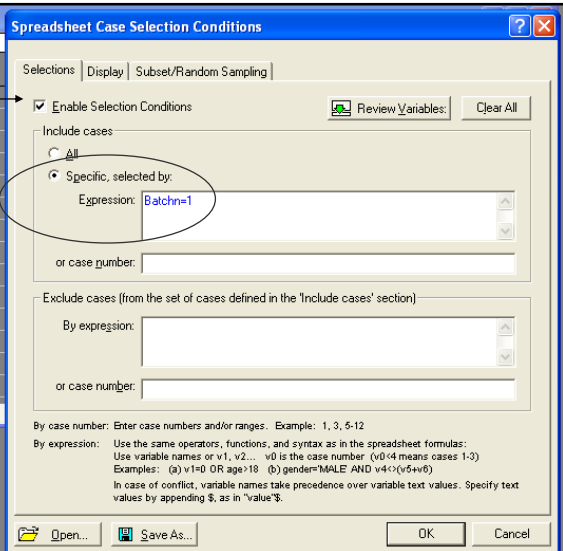 Spreadsheet Case Selection Conditions
Selections Display Subset/Random Sampling
Enable Selection Conditions Review Variables: Clear All
Include cases
All
Specific, selected by:
Expression: Batchn=1
or case number:
Exclude cases (from the set of cases defined in the 'Include cases' section)
By expression:
or case number:
By case number: Enter case numbers and/or ranges. Example: 1, 3, 5-12
By expression: Use the same operators, functions, and syntax as in the spreadsheet formulas:
Use variable names or v1, v2... v0 is the case number (v0<4 means cases 1-3)
Examples: (a) v1=0 OR age>18 (b) gender='MALE' AND v4<>(v5+v6)
In case of conflict, variable names take precedence over variable text values. Specify text
values by appending $, as in "value"$.
Open... Save As... OK Cancel